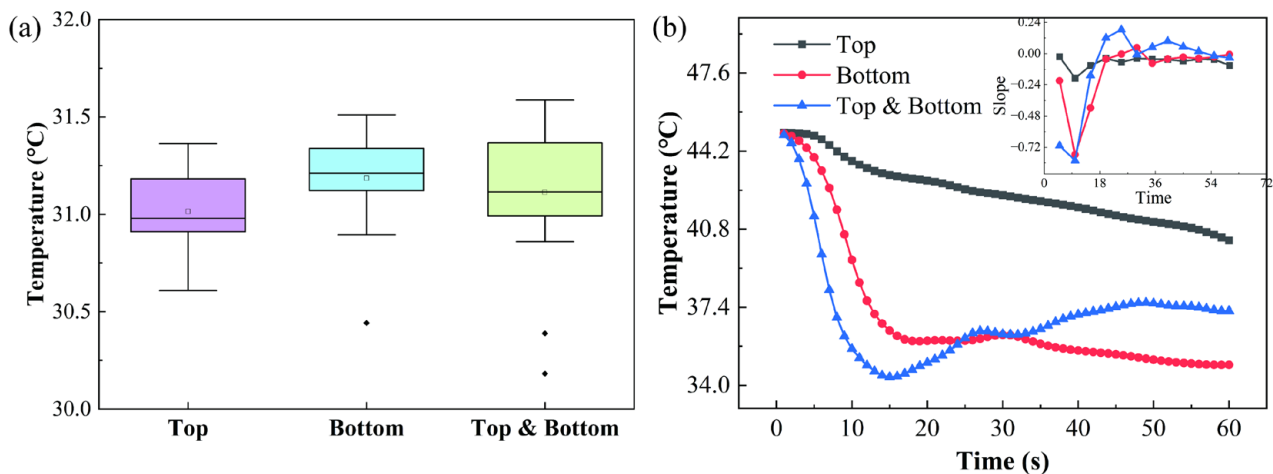 (a)
Temperature (℃)
32.0
31.5
31.0
30.5
30.0
Top
Bottom
Top & Bottom
(b)
Temperature (℃)
47.6
44.2
40.8
37.4
34.0
0
10
20
30
40
50
60
Time (s)
Top
Bottom
Top & Bottom
Slope
0.24
0.00
−0.24
−0.48
−0.72
0
18
36
54
72
Time